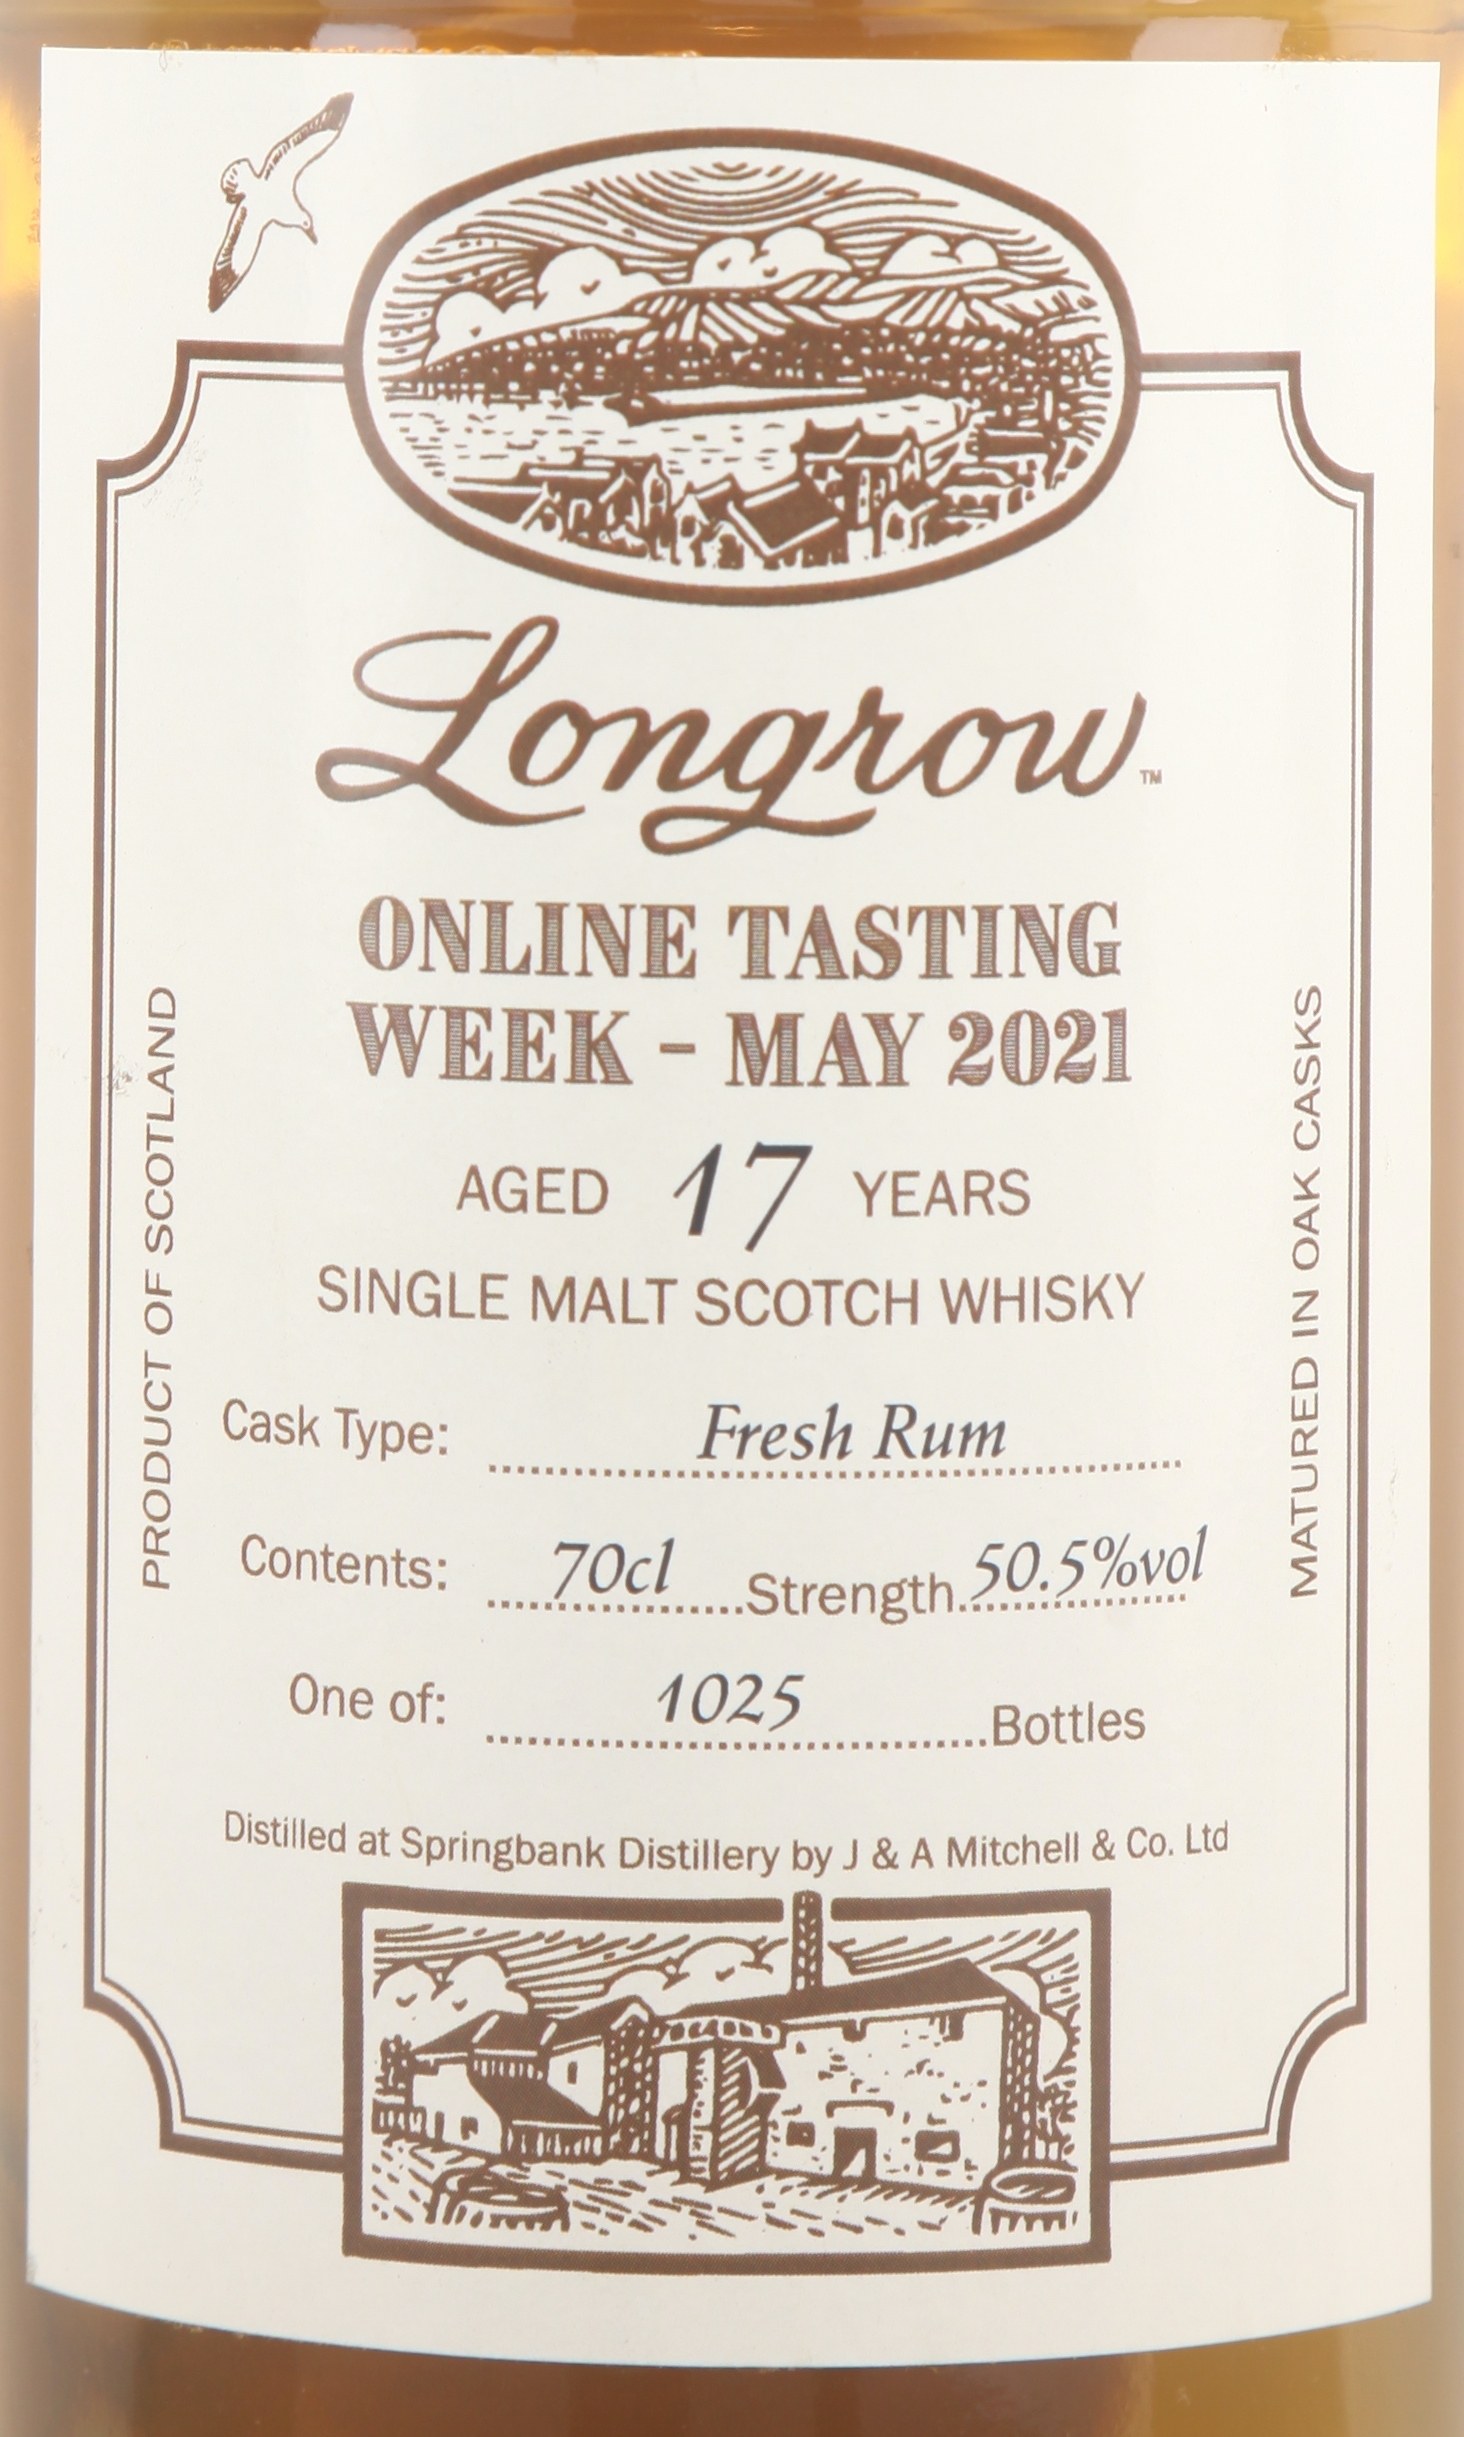 Longrow™
ONLINE TASTING
WEEK - MAY 2021
AGED 17 YEARS
SINGLE MALT SCOTCH WHISKY
Cask Type: Fresh Rum
Contents: 70cl Strength 50.5%vol
One of: 1025 Bottles
Distilled at Springbank Distillery by J & A Mitchell & Co. Ltd
PRODUCT OF SCOTLAND
MATURED IN OAK CASKS